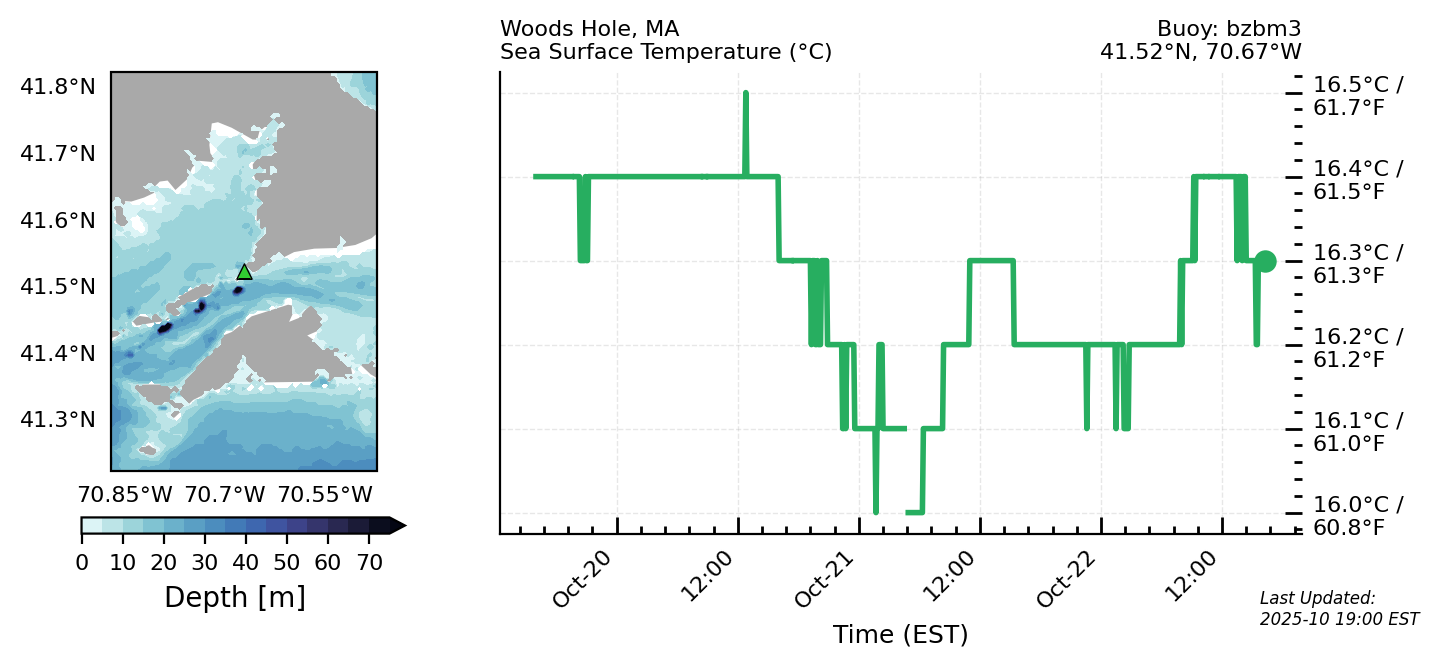 Woods Hole, MA
Sea Surface Temperature (°C)
Buoy: bzbm3
41.52°N, 70.67°W
41.8°N
41.7°N
41.6°N
41.5°N
41.4°N
41.3°N
70.85°W 70.7°W 70.55°W
0 10 20 30 40 50 60 70
Depth [m]
16.5°C /
61.7°F
16.4°C /
61.5°F
16.3°C /
61.3°F
16.2°C /
61.2°F
16.1°C /
61.0°F
16.0°C /
60.8°F
Oct-20
12:00
Oct-21
12:00
Oct-22
12:00
Time (EST)
Last Updated:
2025-10 19:00 EST